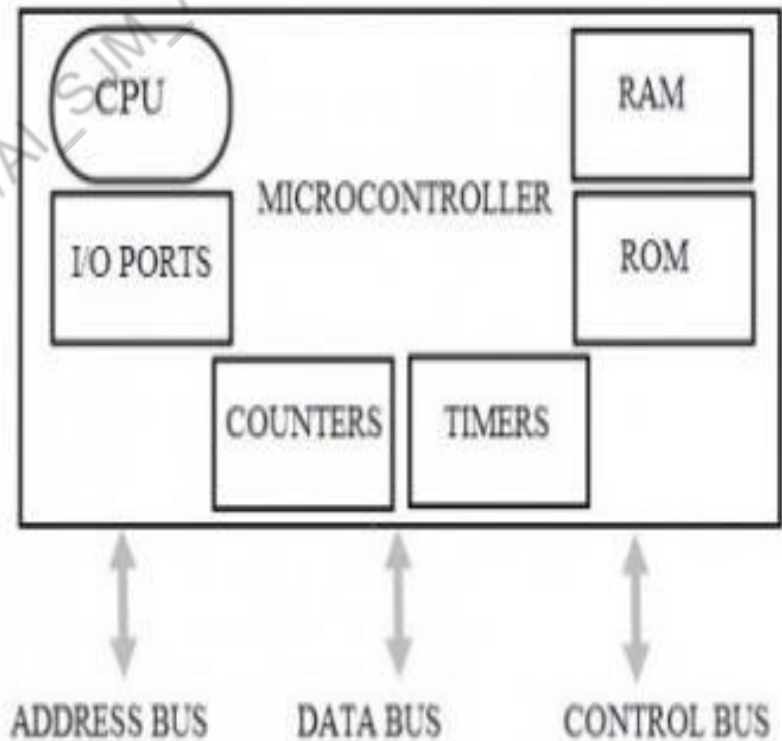 CPU
RAM
MICROCONTROLLER
I/O PORTS
ROM
COUNTERS
TIMERS
ADDRESS BUS
DATA BUS
CONTROL BUS